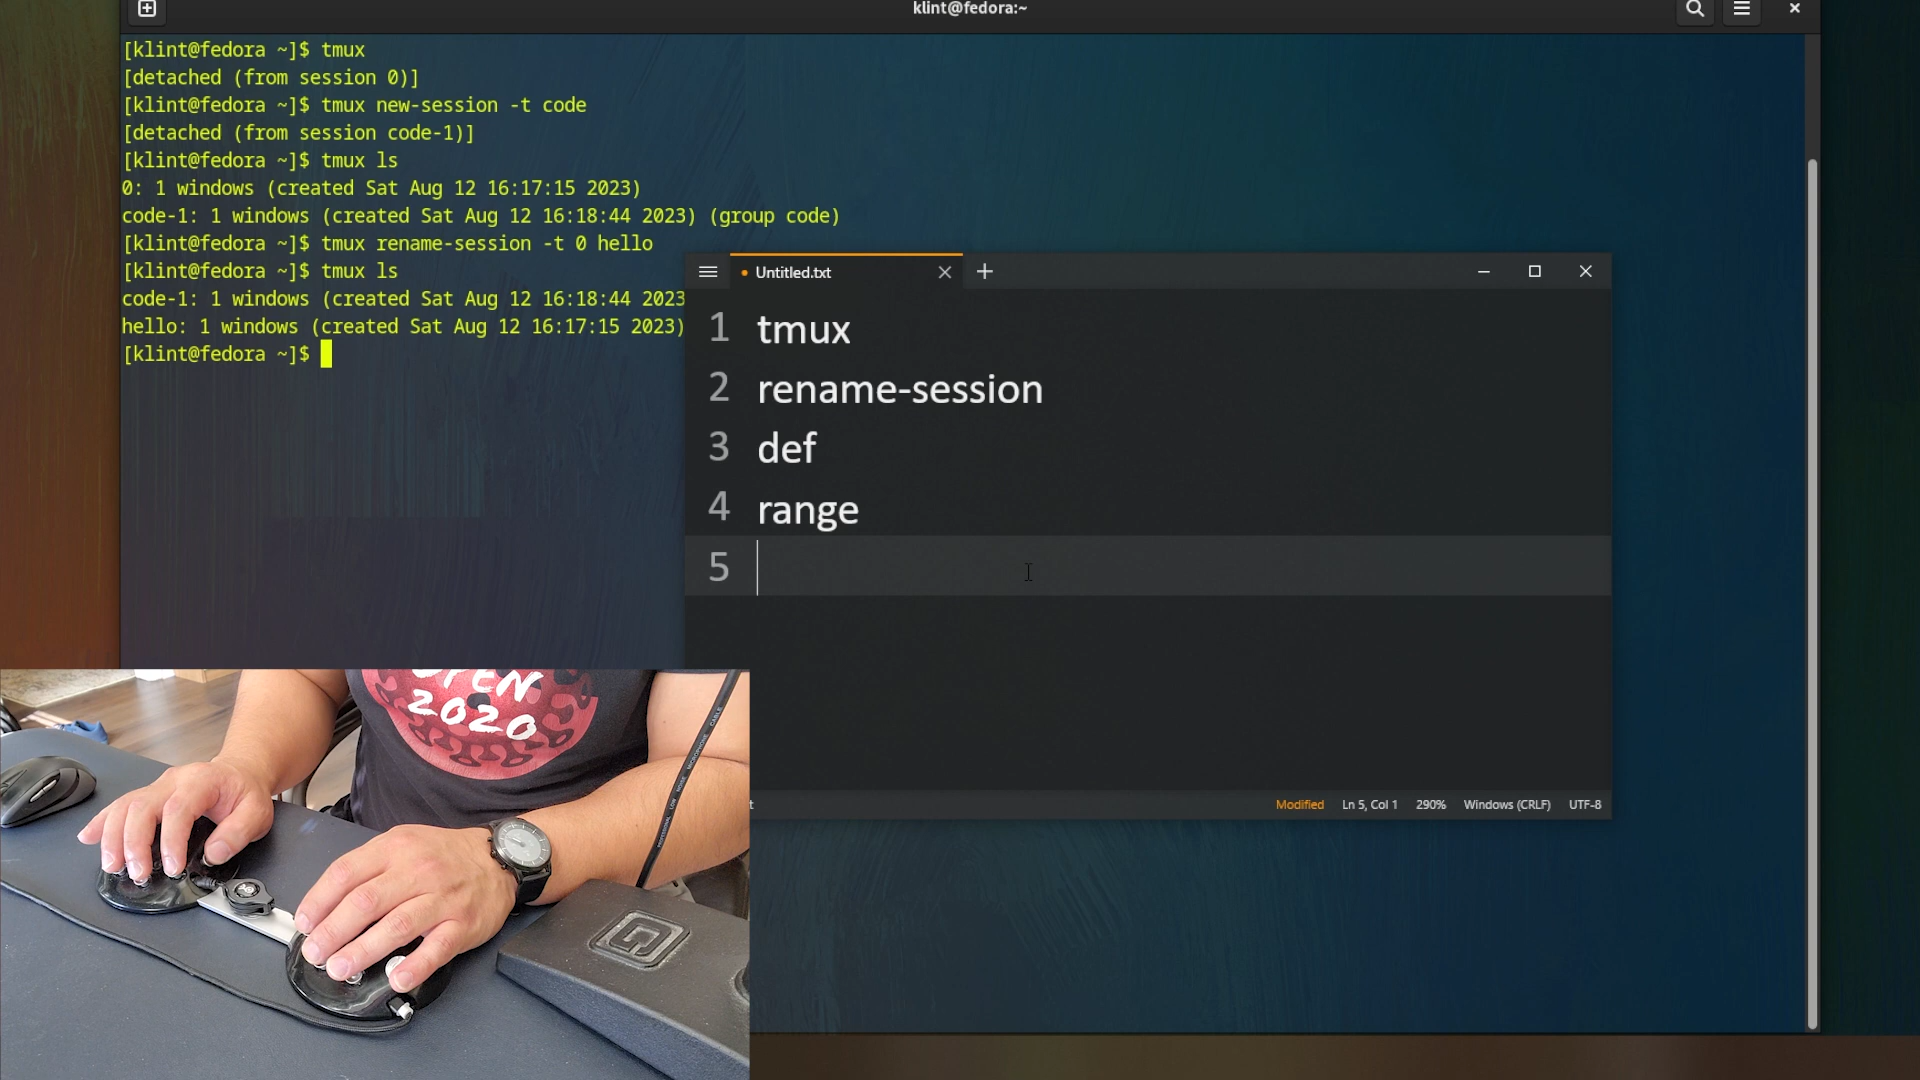 klint@fedora:~
[klint@fedora ~]$ tmux
[detached (from session 0)]
[klint@fedora ~]$ tmux new-session -t code
[detached (from session code-1)]
[klint@fedora ~]$ tmux ls
0: 1 windows (created Sat Aug 12 16:17:15 2023)
code-1: 1 windows (created Sat Aug 12 16:18:44 2023) (group code)
[klint@fedora ~]$ tmux rename-session -t 0 hello
[klint@fedora ~]$ tmux ls
code-1: 1 windows (created Sat Aug 12 16:18:44 2023
hello: 1 windows (created Sat Aug 12 16:17:15 2023)
[klint@fedora ~]$
Untitled.txt
1 tmux
2 rename-session
3 def
4 range
5
Modified Ln 5, Col 1 290% Windows (CRLF) UTF-8
2020